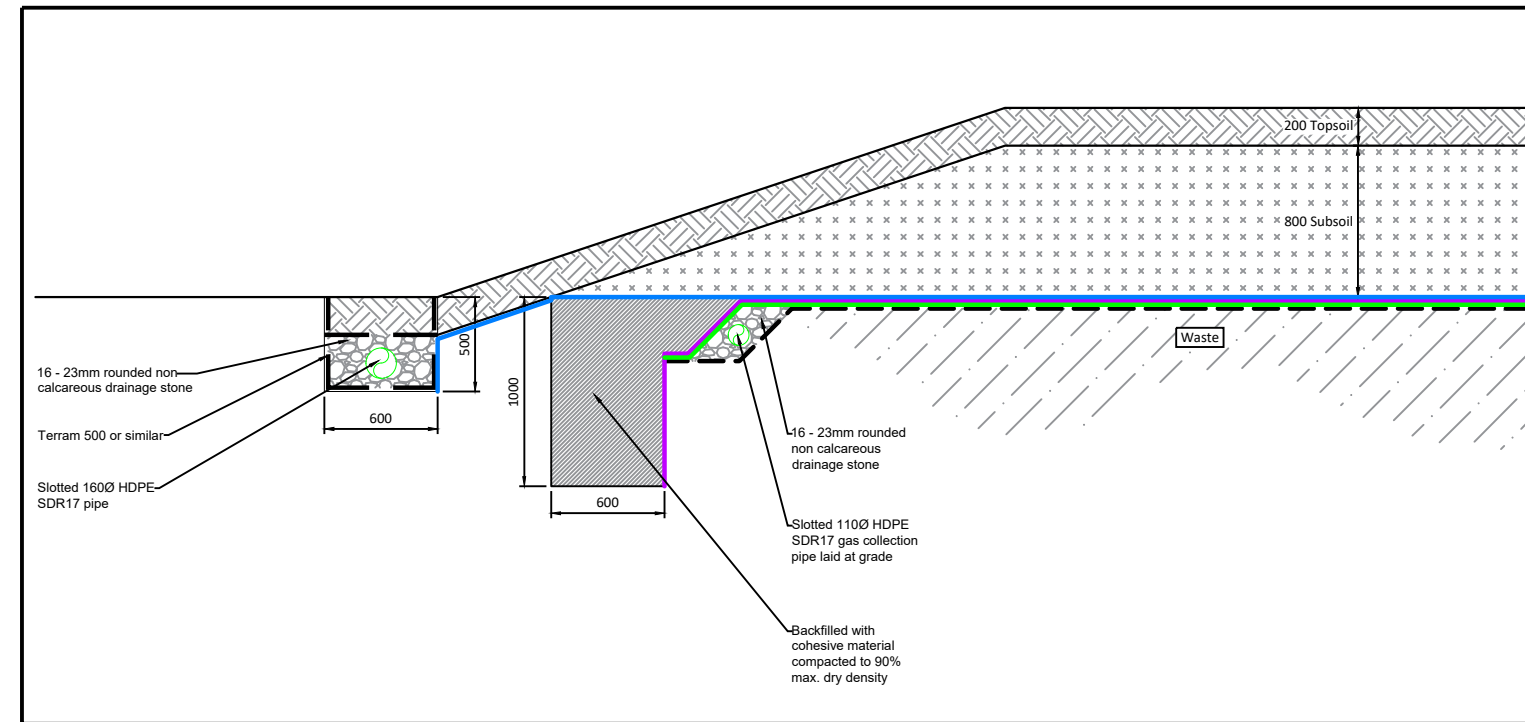 200 Topsoil
800 Subsoil
Waste
500
1000
600
600
16 - 23mm rounded non
calcareous drainage stone
Terram 500 or similar
Slotted 160Ø HDPE
SDR17 pipe
16 - 23mm rounded
non calcareous
drainage stone
Slotted 110Ø HDPE
SDR17 gas collection
pipe laid at grade
Backfilled with
cohesive material
compacted to 90%
max. dry density